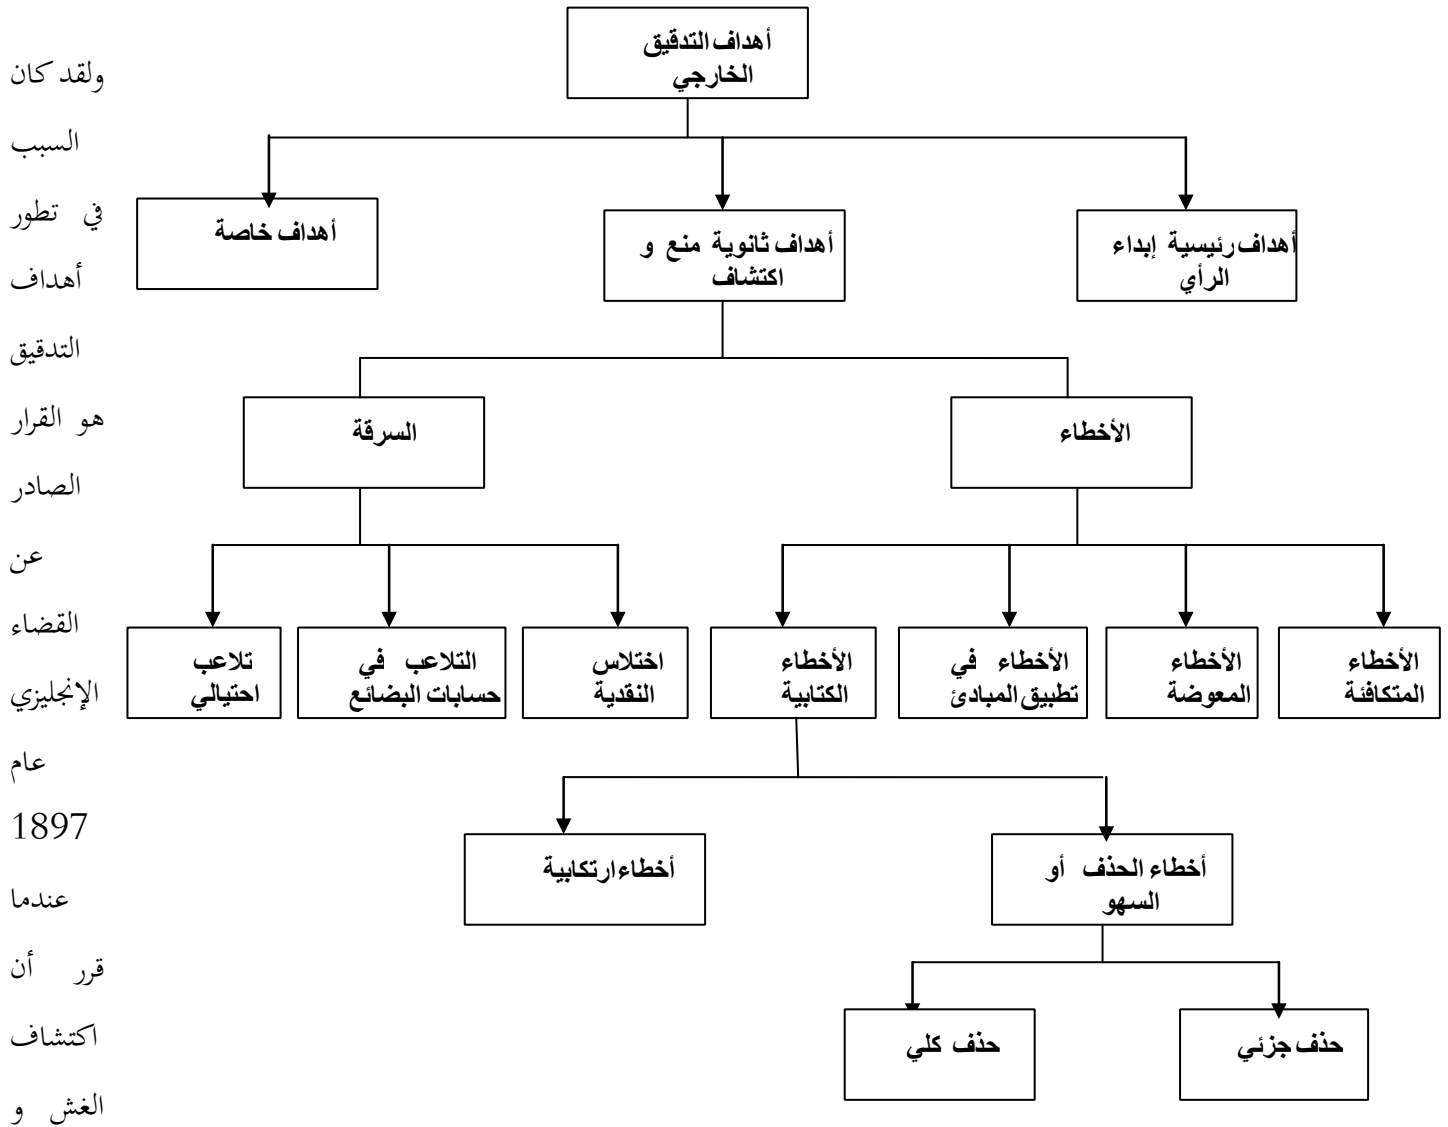 أهداف التدقيق
الخارجي
أهداف رئيسية إبداء
الرأي
أهداف ثانوية منع و
اكتشاف
أهداف خاصة
الأخطاء
السرقة
الأخطاء
المتكافئة
الأخطاء
المعوضة
الأخطاء في
تطبيق المبادئ
الأخطاء
الكتابية
اختلاس
النقدية
التلاعب في
حسابات البضائع
تلاعب
احتيالي
أخطاء الحذف أو
السهو
أخطاء ارتكابية
حذف جزئي
حذف كلي
ولقد كان
السبب
في تطور
أهداف
التدقيق
هو القرار
الصادر
عن
القضاء
الإنجليزي
عام
1897
عندما
قرر أن
اكتشاف
الغش و